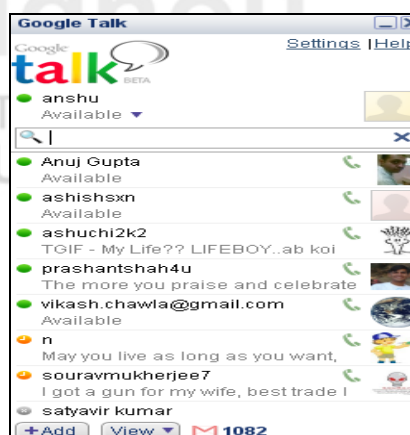 Google Talk
Settings | Help
Google
talk
BETA
anshu
Available
Anuj Gupta
Available
ashishsxn
Available
ashuchi2k2
TGIF - My Life?? LIFEBOY..ab koi
prashantshah4u
The more you praise and celebrate
vikash.chawla@gmail.com
Available
n
May you live as long as you want,
souravmukherjee7
I got a gun for my wife, best trade I
satyavir kumar
+Add View 1082